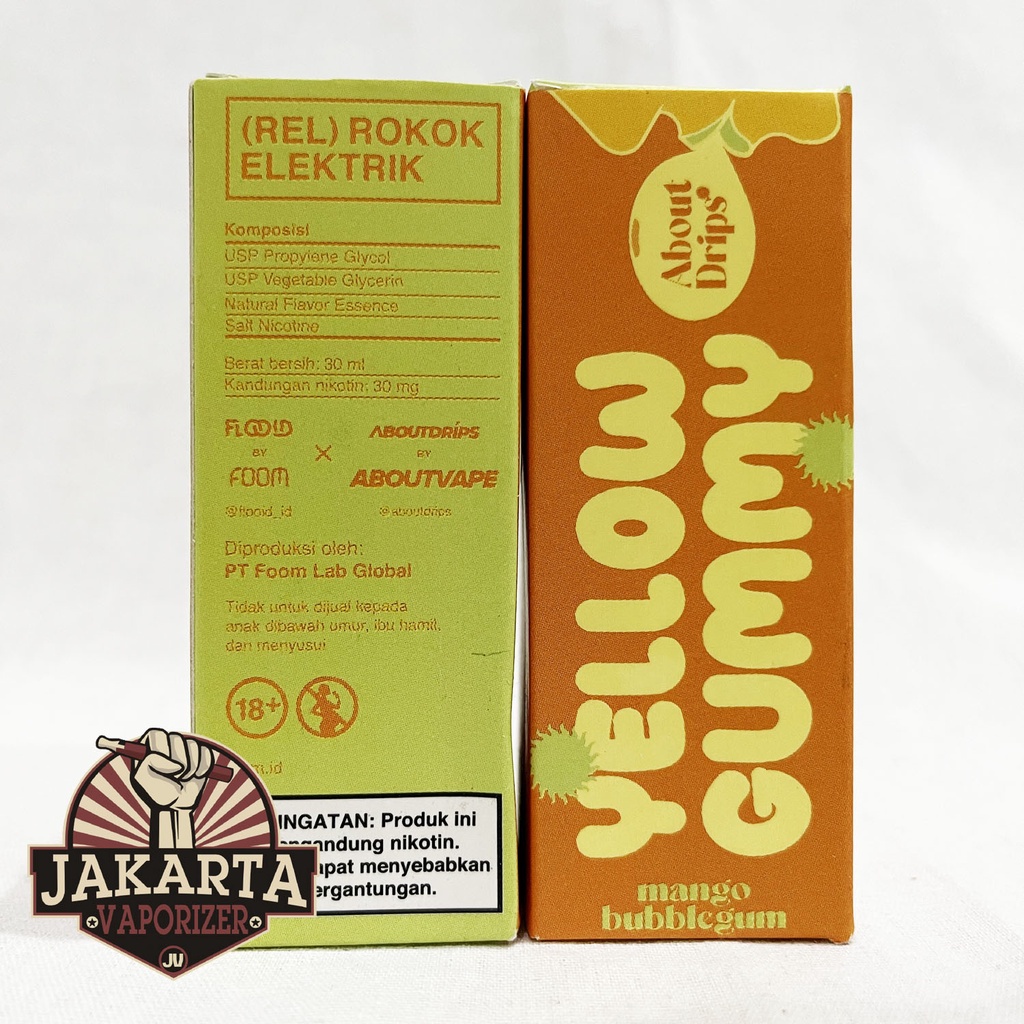 (REL) ROKOK
ELEKTRIK
Komposisi
USP Propylene Glycol
USP Vegetable Glycerin
Natural Flavor Essence
Salt Nicotine
Berat bersih: 30 ml
Kandungan nikotin: 30 mg
FLOOID
BY
FOOM
@flooid_id
X
ABOUTDRIPS
BY
ABOUTVAPE
@aboutdrips
Diproduksi oleh:
PT Foom Lab Global
Tidak untuk dijual kepada
anak dibawah umur, ibu hamil,
dan menyusui
18+
m.id
INGATAN: Produk ini
ngandung nikotin.
apat menyebabkan
ergantungan.
JAKARTA
VAPORIZER
JV
About
Drips
YELLOW
GUMMY
mango
bubblegum